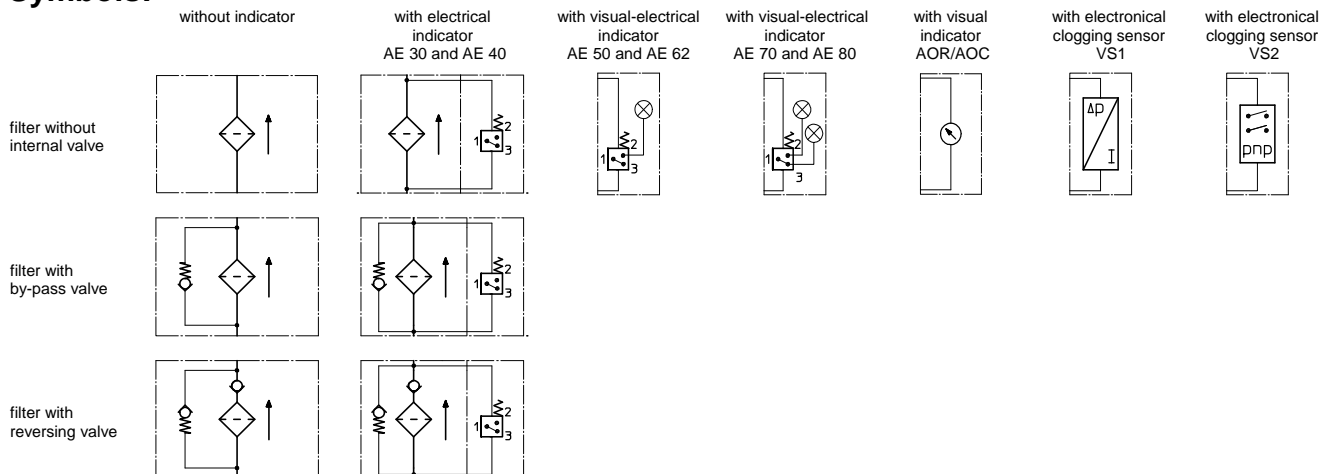 without indicator
with electrical
indicator
AE 30 and AE 40
with visual-electrical
indicator
AE 50 and AE 62
with visual-electrical
indicator
AE 70 and AE 80
with visual
indicator
AOR/AOC
with electronical
clogging sensor
VS1
with electronical
clogging sensor
VS2
filter without
internal valve
1 2 3
1 2 3
1 2 3
Δp
I
pnp
filter with
by-pass valve
1 2 3
filter with
reversing valve
1 2 3